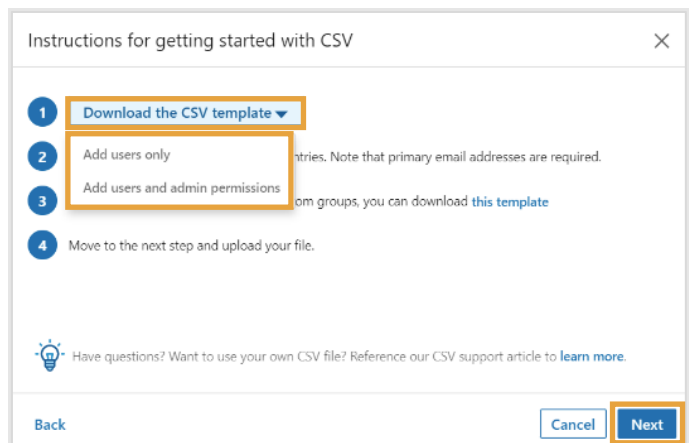 Instructions for getting started with CSV
1 Download the CSV template
Add users only
Add users and admin permissions
2 ntries. Note that primary email addresses are required.
3 om groups, you can download this template
4 Move to the next step and upload your file.
Have questions? Want to use your own CSV file? Reference our CSV support article to learn more.
Back Cancel Next